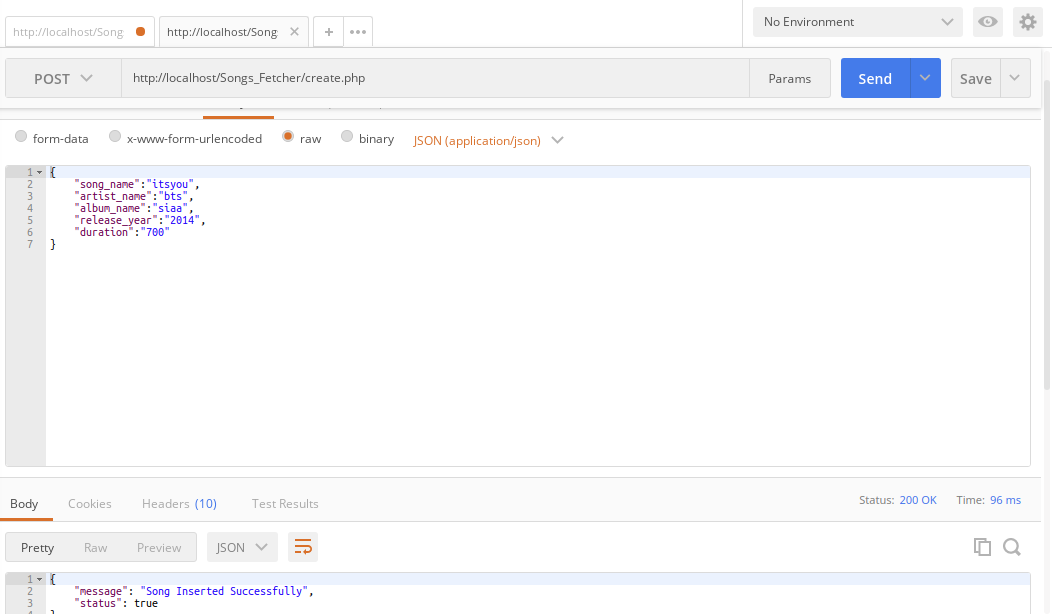 http://localhost/Song
http://localhost/Song
No Environment
POST
http://localhost/Songs_Fetcher/create.php
Params
Send
Save
form-data
x-www-form-urlencoded
raw
binary
JSON (application/json)
1 {
2 "song_name":"itsyou",
3 "artist_name":"bts",
4 "album_name":"siaa",
5 "release_year":"2014",
6 "duration":"700"
7 }
Body
Cookies
Headers (10)
Test Results
Status: 200 OK
Time: 96 ms
Pretty
Raw
Preview
JSON
1 {
2 "message": "Song Inserted Successfully",
3 "status": true